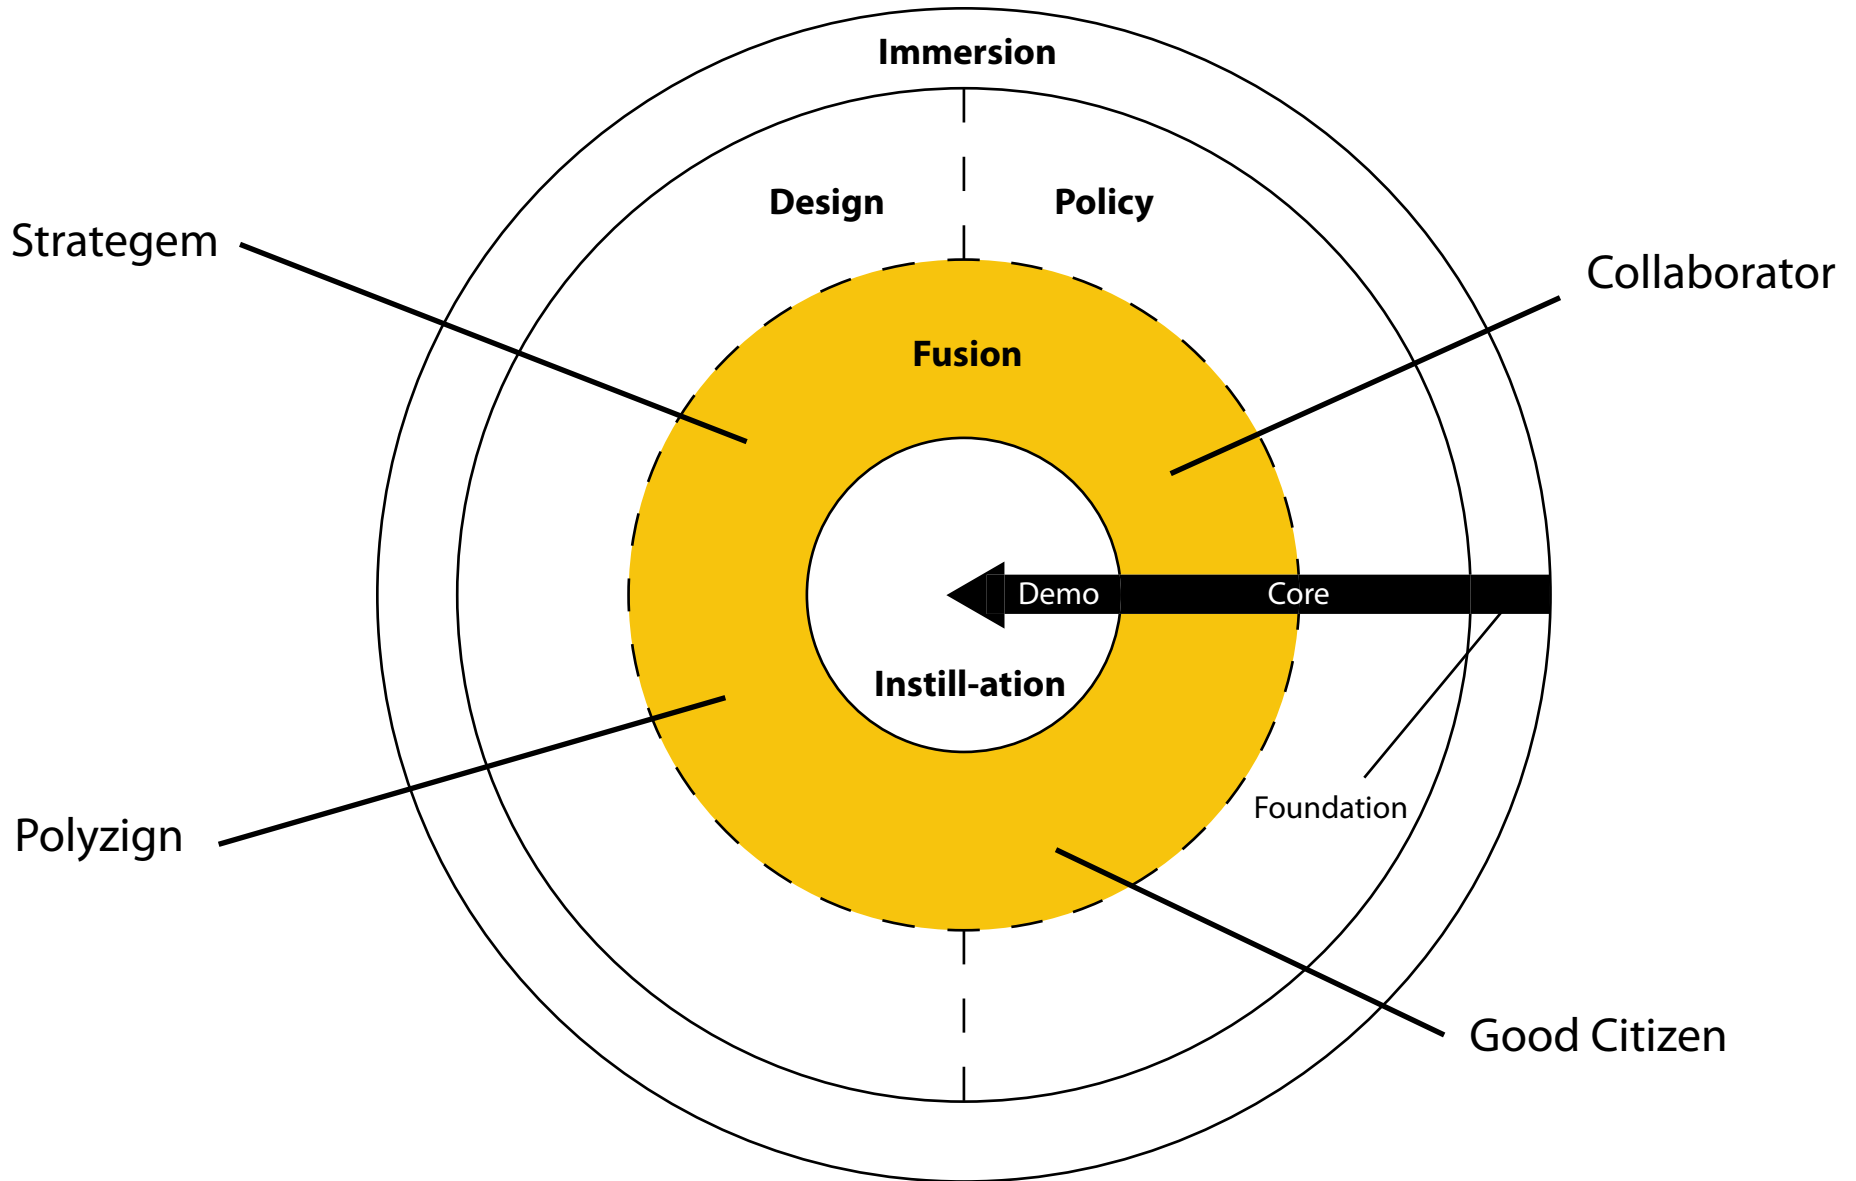 Immersion
Design
Policy
Strategem
Collaborator
Fusion
Demo
Core
Instill-ation
Foundation
Polyzign
Good Citizen